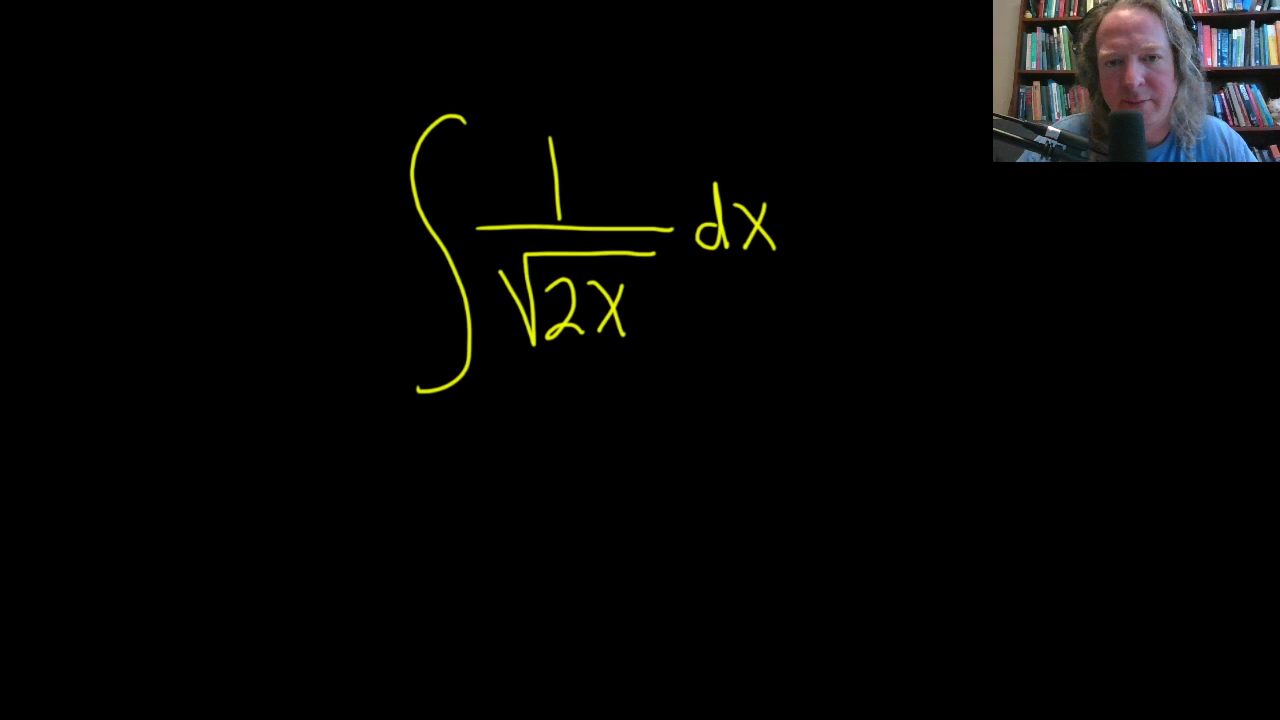 ∫ 1/√2x dx